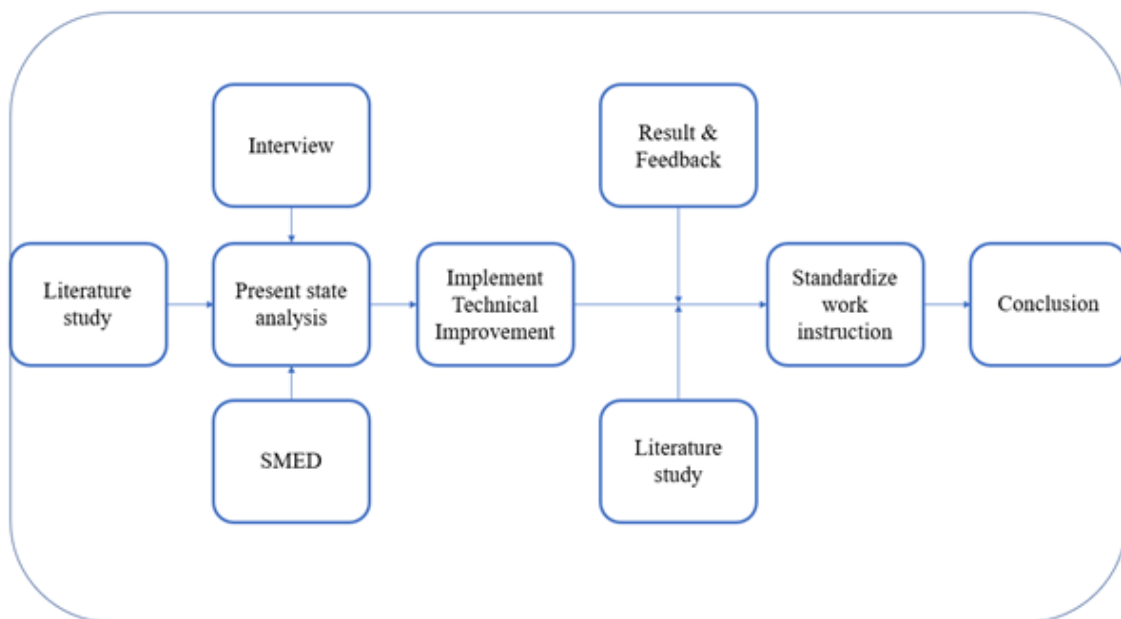 Interview
Result &
Feedback
Literature
study
Present state
analysis
Implement
Technical
Improvement
Standardize
work
instruction
Conclusion
SMED
Literature
study